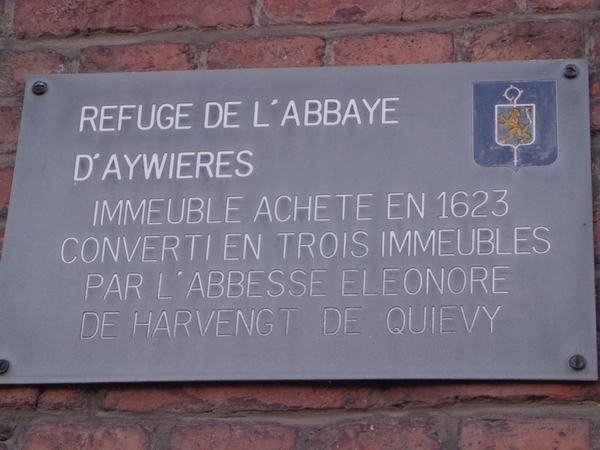 REFUGE DE L'ABBAYE
D'AYWIERES
IMMEUBLE ACHETE EN 1623
CONVERTI EN TROIS IMMEUBLES
PAR L'ABBESSE ELEONORE
DE HARVENGT DE QUIEVY